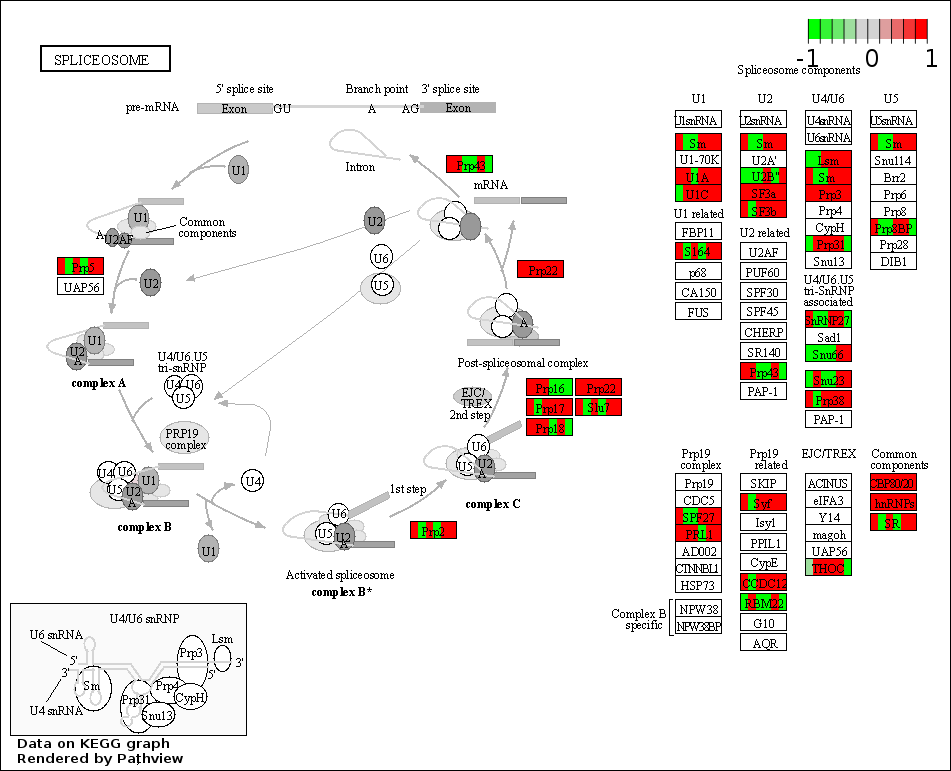 SPLICEOSOME
-1 0 1
Spliceosome components
5' splice site
Branch point
3' splice site
pre-mRNA
Exon
GU
A
AG
Exon
Intron
Prp43
mRNA
U1
U1
U2AF
A
Common
components
Prp5
UAP56
U2
U2
U6
U5
Prp22
A
Post-spliceosomal complex
U1
U2
A
complex A
U4/U6.U5
tri-snRNP
U4
U6
U5
PRP19
complex
EJC/
TREX
2nd step
Prp16
Prp22
Prp17
Slu7
Prp18
U4
U6
U5
U1
U2
A
complex B
U4
U1
1st step
U6
U5
U2
A
Prp2
Activated spliceosome
complex B*
U6
U5
U2
A
complex C
U1
U1snRNA
Sm
U1-70K
U1A
U1C
U1 related
FBP11
S164
p68
CA150
FUS
U2
U2snRNA
Sm
U2A'
U2B"
SF3a
SF3b
U2 related
U2AF
PUF60
SPF30
SPF45
CHERP
SR140
Prp43
PAP-1
U4/U6
U4snRNA
U6snRNA
Lsm
Sm
Prp3
Prp4
CypH
Prp31
Snu13
U4/U6.U5
tri-SnRNP
associated
SnRNP27
Sad1
Snu66
Snu23
Prp38
PAP-1
U5
U5snRNA
Sm
Snu114
Brr2
Prp6
Prp8
Prp8BP
Prp28
DIB1
Prp19
complex
Prp19
CDC5
SPF27
PRL1
AD002
CTNNBL1
HSP73
Complex B
specific
NPW38
NPW38BP
Prp19
related
SKIP
Syf
Isy1
PPIL1
CypE
CCDC12
RBM22
G10
AQR
EJC/TREX
ACINUS
eIFA3
Y14
magoh
UAP56
THOC
Common
components
CBP80/20
hnRNPs
SR
U4/U6 snRNP
U6 snRNA
5'
3'
U4 snRNA
Sm
Prp3
Lsm
3'
5'
Prp4
Prp31
CypH
Snu13
Data on KEGG graph
Rendered by Pathview